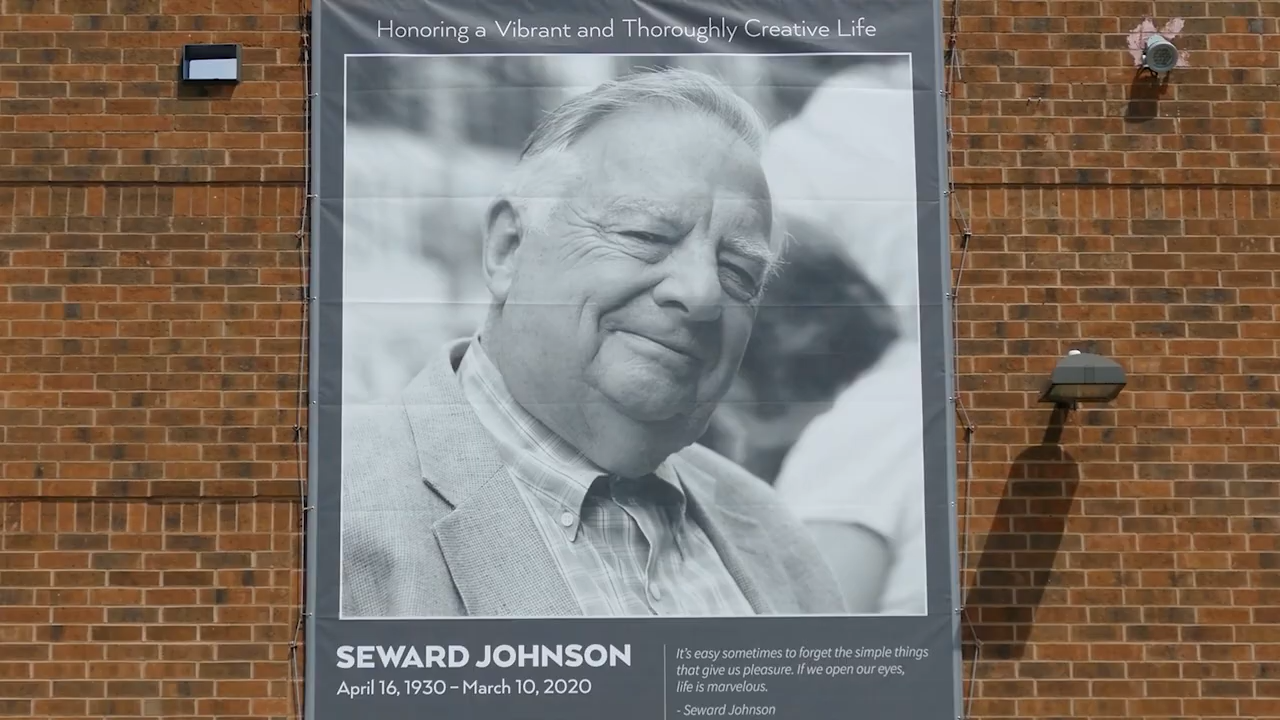 Honoring a Vibrant and Thoroughly Creative Life
SEWARD JOHNSON
April 16, 1930 – March 10, 2020
It's easy sometimes to forget the simple things
that give us pleasure. If we open our eyes,
life is marvelous.
- Seward Johnson